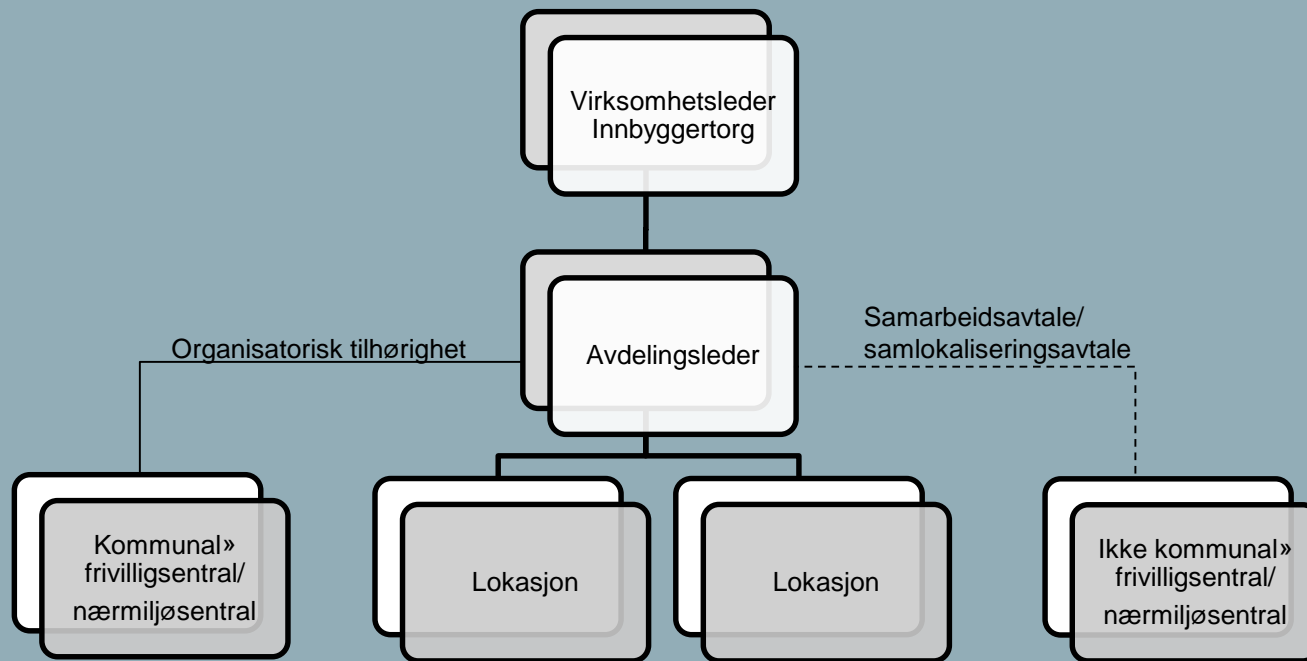 Virksomhetsleder
Innbyggertorg
Organisatorisk tilhørighet
Avdelingsleder
Samarbeidsavtale/
samlokaliseringsavtale
Kommunal»
frivilligsentral/
nærmiljøsentral
Lokasjon
Lokasjon
Ikke kommunal»
frivilligsentral/
nærmiljøsentral